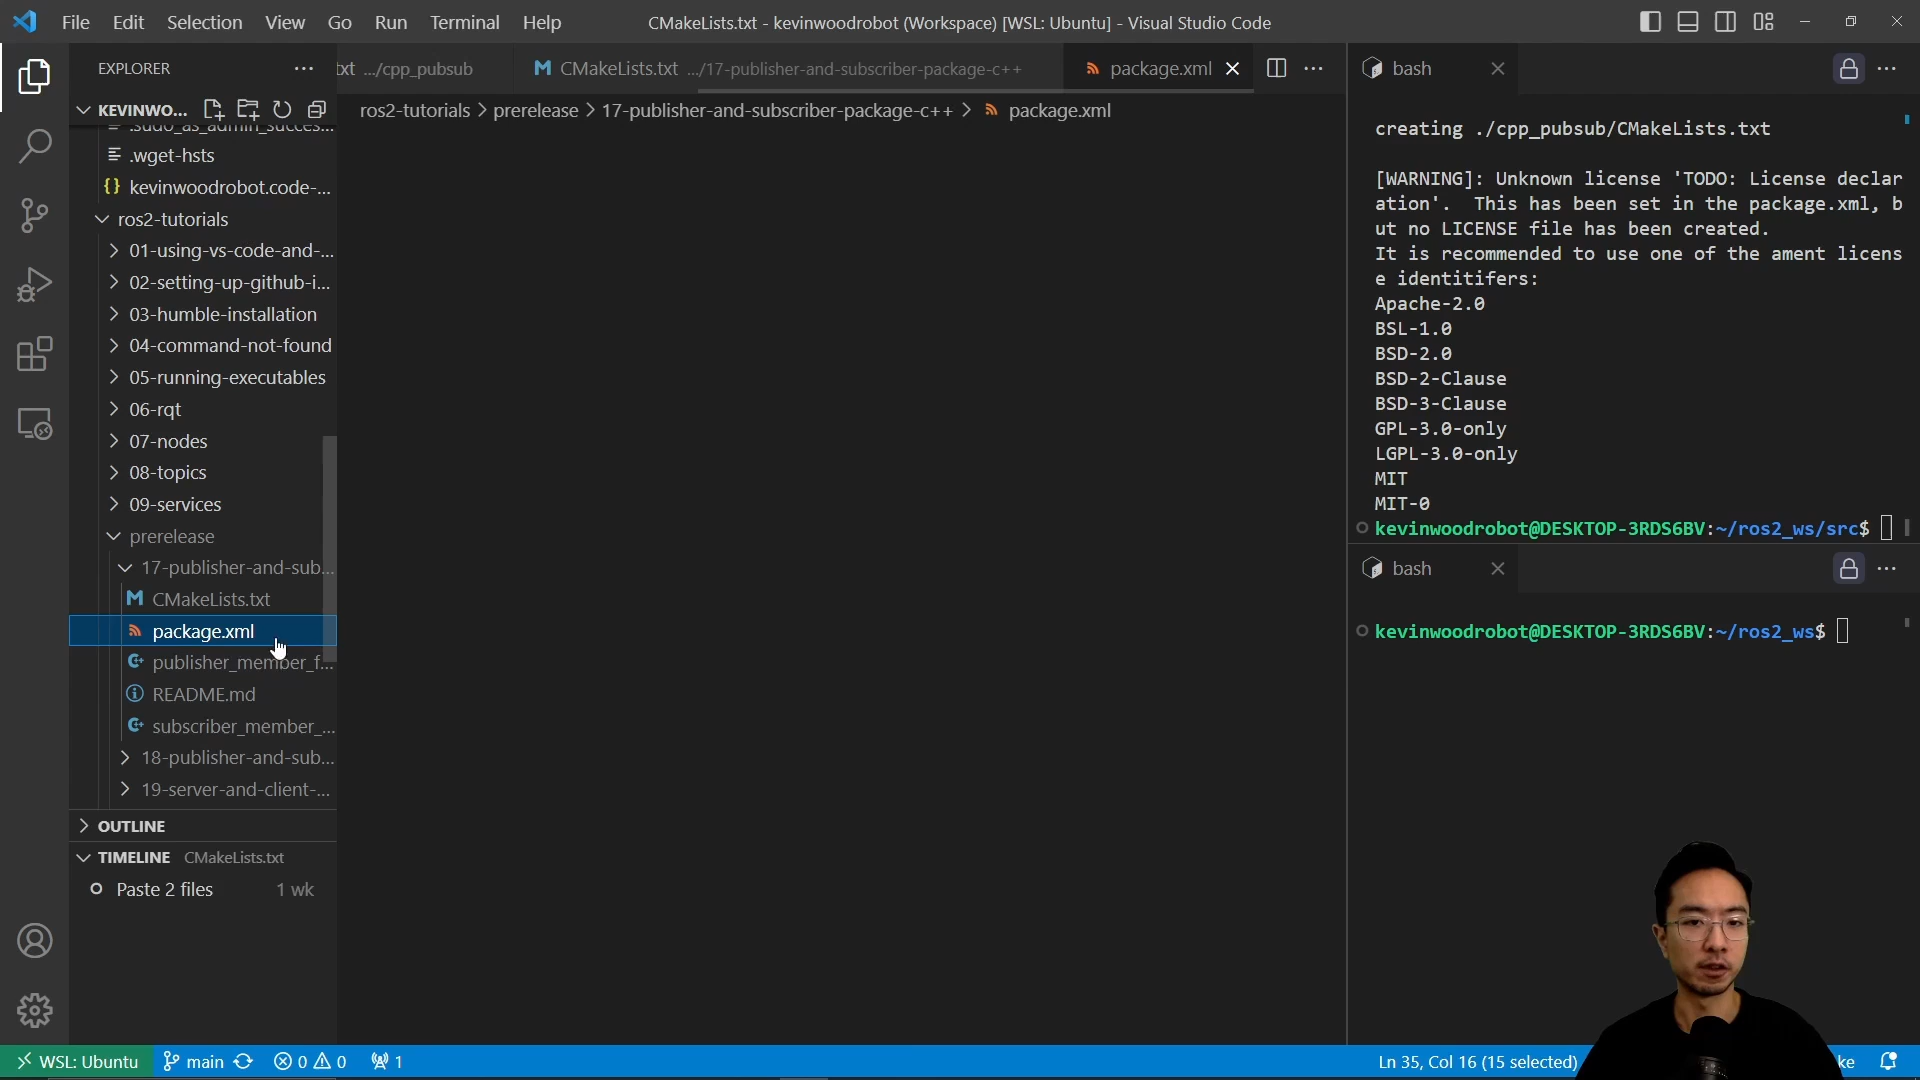 File Edit Selection View Go Run Terminal Help
CMakeLists.txt - kevinwoodrobot (Workspace) [WSL: Ubuntu] - Visual Studio Code
EXPLORER
KEVINWO...
.sudo_as_admin_succes...
.wget-hsts
{} kevinwoodrobot.code-...
ros2-tutorials
01-using-vs-code-and-...
02-setting-up-github-i...
03-humble-installation
04-command-not-found
05-running-executables
06-rqt
07-nodes
08-topics
09-services
prerelease
17-publisher-and-sub...
CMakeLists.txt
package.xml
publisher_member_f...
README.md
subscriber_member_...
18-publisher-and-sub...
19-server-and-client-...
OUTLINE
TIMELINE CMakeLists.txt
Paste 2 files 1 wk
txt .../cpp_pubsub
CMakeLists.txt .../17-publisher-and-subscriber-package-c++
package.xml
ros2-tutorials > prerelease > 17-publisher-and-subscriber-package-c++ > package.xml
bash
creating ./cpp_pubsub/CMakeLists.txt
[WARNING]: Unknown license 'TODO: License declar
ation'.  This has been set in the package.xml, b
ut no LICENSE file has been created.
It is recommended to use one of the ament licens
e identitifers:
Apache-2.0
BSL-1.0
BSD-2.0
BSD-2-Clause
BSD-3-Clause
GPL-3.0-only
LGPL-3.0-only
MIT
MIT-0
kevinwoodrobot@DESKTOP-3RDS6BV:~/ros2_ws/src$
bash
kevinwoodrobot@DESKTOP-3RDS6BV:~/ros2_ws$
WSL: Ubuntu main 0 0 1
Ln 35, Col 16 (15 selected)
ke